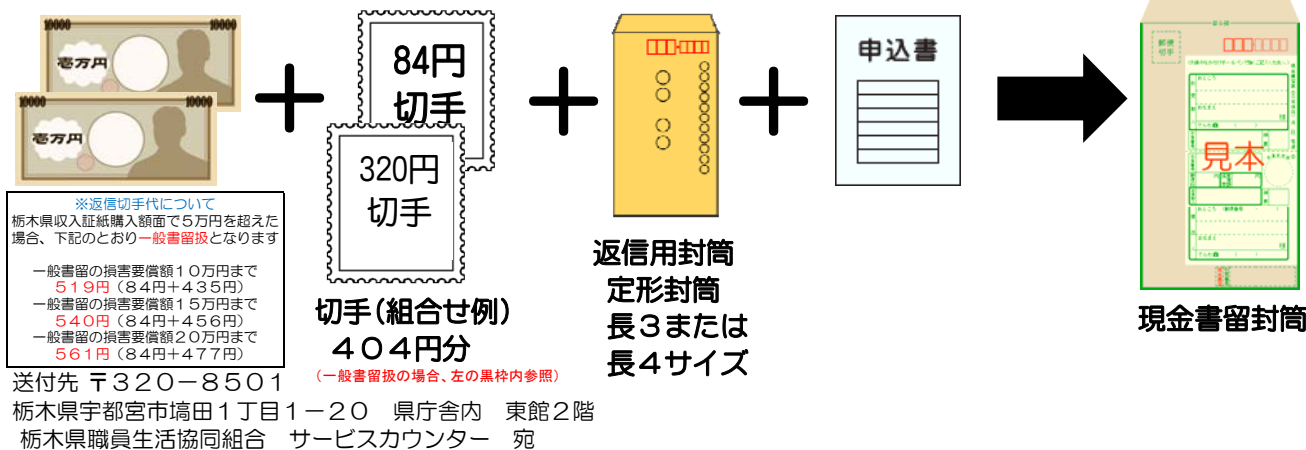 10000
10000
壱万円
10000
10000
壱万円
84円
切手
320円
切手
申込書
郵便
切手
見本
※返信切手代について
栃木県収入証紙購入額面で5万円を超えた
場合、下記のとおり一般書留扱となります
一般書留の損害要償額10万円まで
519円（84円+435円）
一般書留の損害要償額15万円まで
540円（84円+456円）
一般書留の損害要償額20万円まで
561円（84円+477円）
切手（組合せ例）
404円分
（一般書留扱の場合、左の黒枠内参照）
返信用封筒
定形封筒
長3または
長4サイズ
現金書留封筒
送付先 〒320-8501
栃木県宇都宮市塙田1丁目1-20 県庁舎内 東館2階
栃木県職員生活協同組合 サービスカウンター 宛